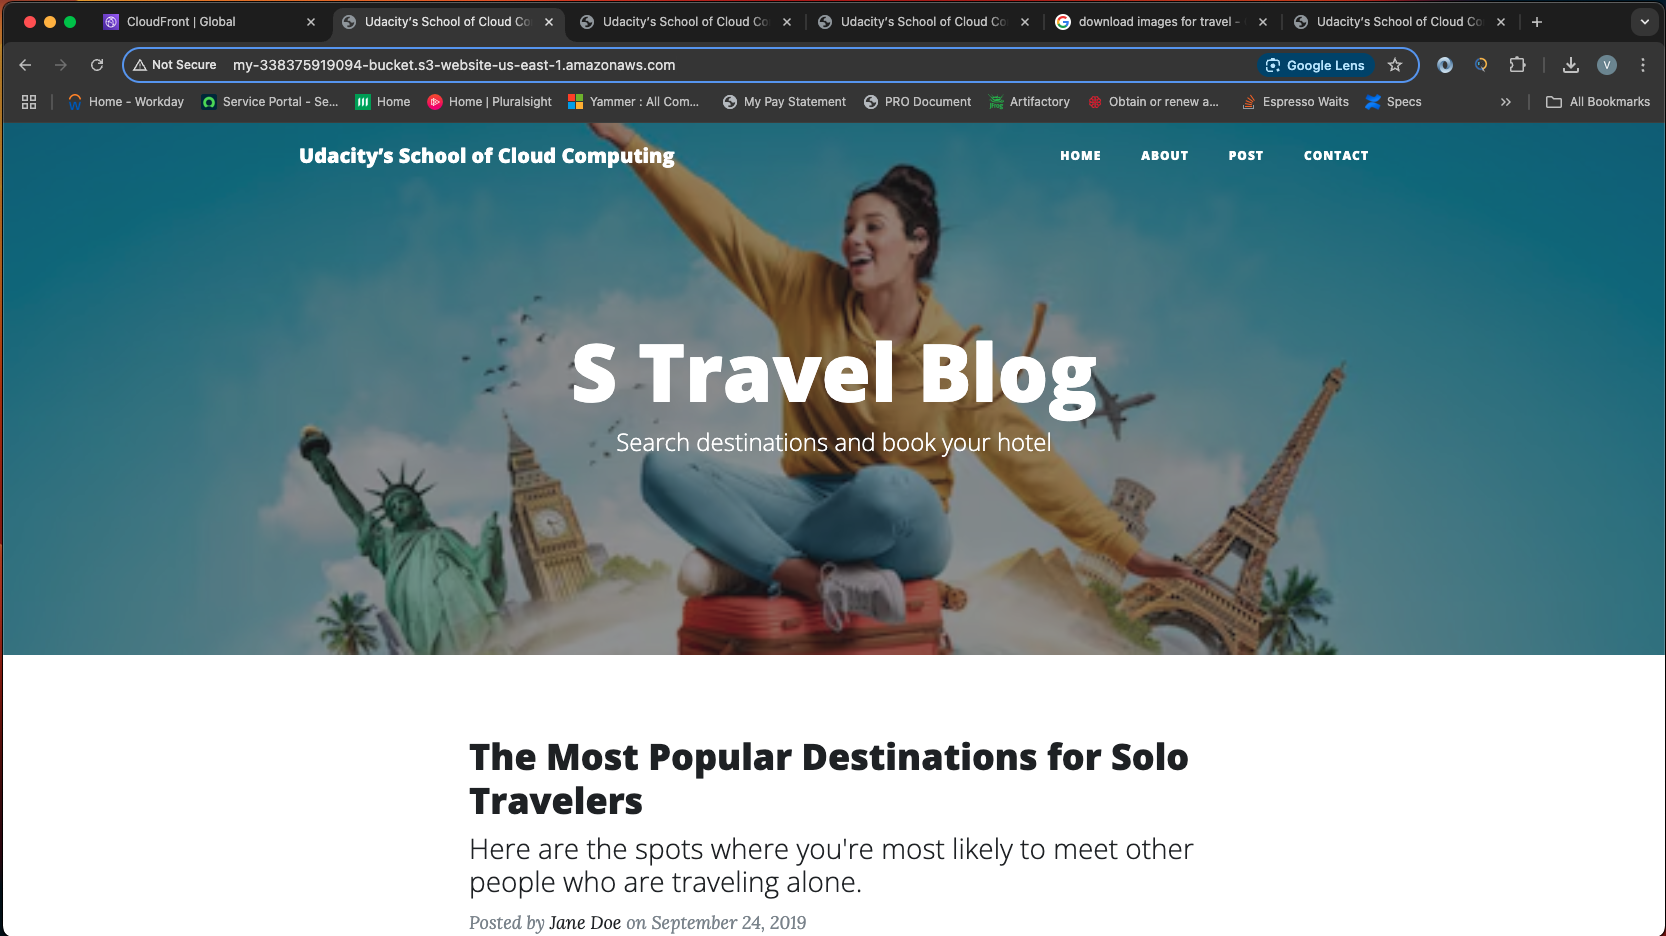 CloudFront | Global
Udacity's School of Cloud Co
Udacity's School of Cloud Co
Udacity's School of Cloud Co
download images for travel -
Udacity's School of Cloud Co
Not Secure
my-338375919094-bucket.s3-website-us-east-1.amazonaws.com
Google Lens
V
Home - Workday
Service Portal - Se...
Home
Home | Pluralsight
Yammer : All Com...
My Pay Statement
PRO Document
Artifactory
Obtain or renew a...
Espresso Waits
Specs
All Bookmarks
Udacity's School of Cloud Computing
HOME
ABOUT
POST
CONTACT
S Travel Blog
Search destinations and book your hotel
The Most Popular Destinations for Solo
Travelers
Here are the spots where you're most likely to meet other
people who are traveling alone.
Posted by Jane Doe on September 24, 2019